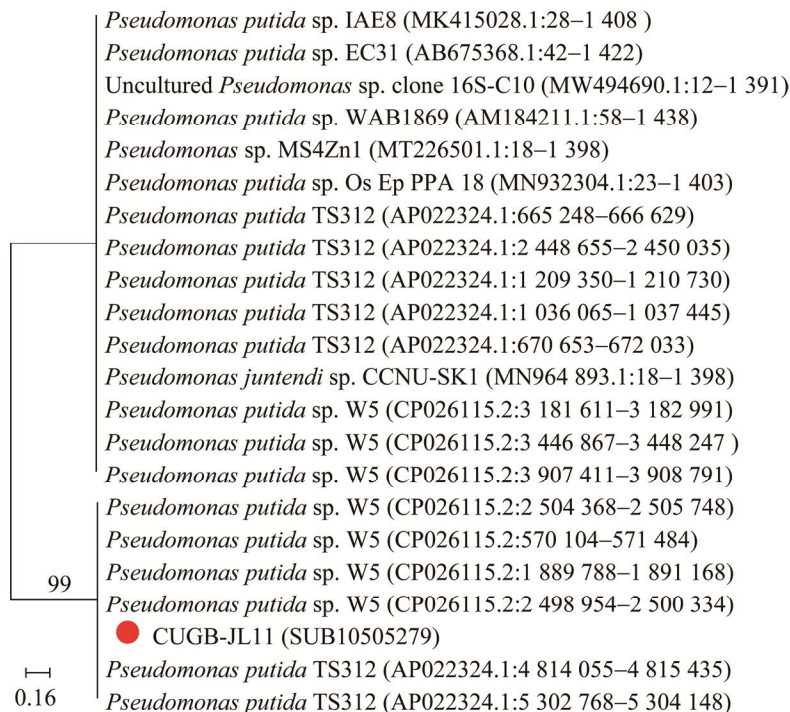 Pseudomonas putida sp. IAE8 (MK415028.1:28–1 408 )
Pseudomonas putida sp. EC31 (AB675368.1:42–1 422)
Uncultured Pseudomonas sp. clone 16S-C10 (MW494690.1:12–1 391)
Pseudomonas putida sp. WAB1869 (AM184211.1:58–1 438)
Pseudomonas sp. MS4Zn1 (MT226501.1:18–1 398)
Pseudomonas putida sp. Os Ep PPA 18 (MN932304.1:23–1 403)
Pseudomonas putida TS312 (AP022324.1:665 248–666 629)
Pseudomonas putida TS312 (AP022324.1:2 448 655–2 450 035)
Pseudomonas putida TS312 (AP022324.1:1 209 350–1 210 730)
Pseudomonas putida TS312 (AP022324.1:1 036 065–1 037 445)
Pseudomonas putida TS312 (AP022324.1:670 653–672 033)
Pseudomonas juntendi sp. CCNU-SK1 (MN964 893.1:18–1 398)
Pseudomonas putida sp. W5 (CP026115.2:3 181 611–3 182 991)
Pseudomonas putida sp. W5 (CP026115.2:3 446 867–3 448 247 )
Pseudomonas putida sp. W5 (CP026115.2:3 907 411–3 908 791)
Pseudomonas putida sp. W5 (CP026115.2:2 504 368–2 505 748)
Pseudomonas putida sp. W5 (CP026115.2:570 104–571 484)
99
Pseudomonas putida sp. W5 (CP026115.2:1 889 788–1 891 168)
Pseudomonas putida sp. W5 (CP026115.2:2 498 954–2 500 334)
CUGB-JL11 (SUB10505279)
Pseudomonas putida TS312 (AP022324.1:4 814 055–4 815 435)
0.16
Pseudomonas putida TS312 (AP022324.1:5 302 768–5 304 148)